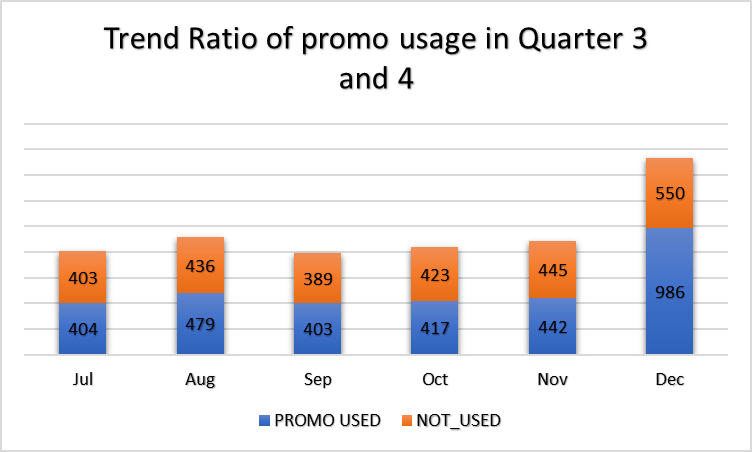 Trend Ratio of promo usage in Quarter 3
and 4
550
403 436 389 423 445
986
404 479 403 417 442
Jul Aug Sep Oct Nov Dec
PROMO USED NOT_USED